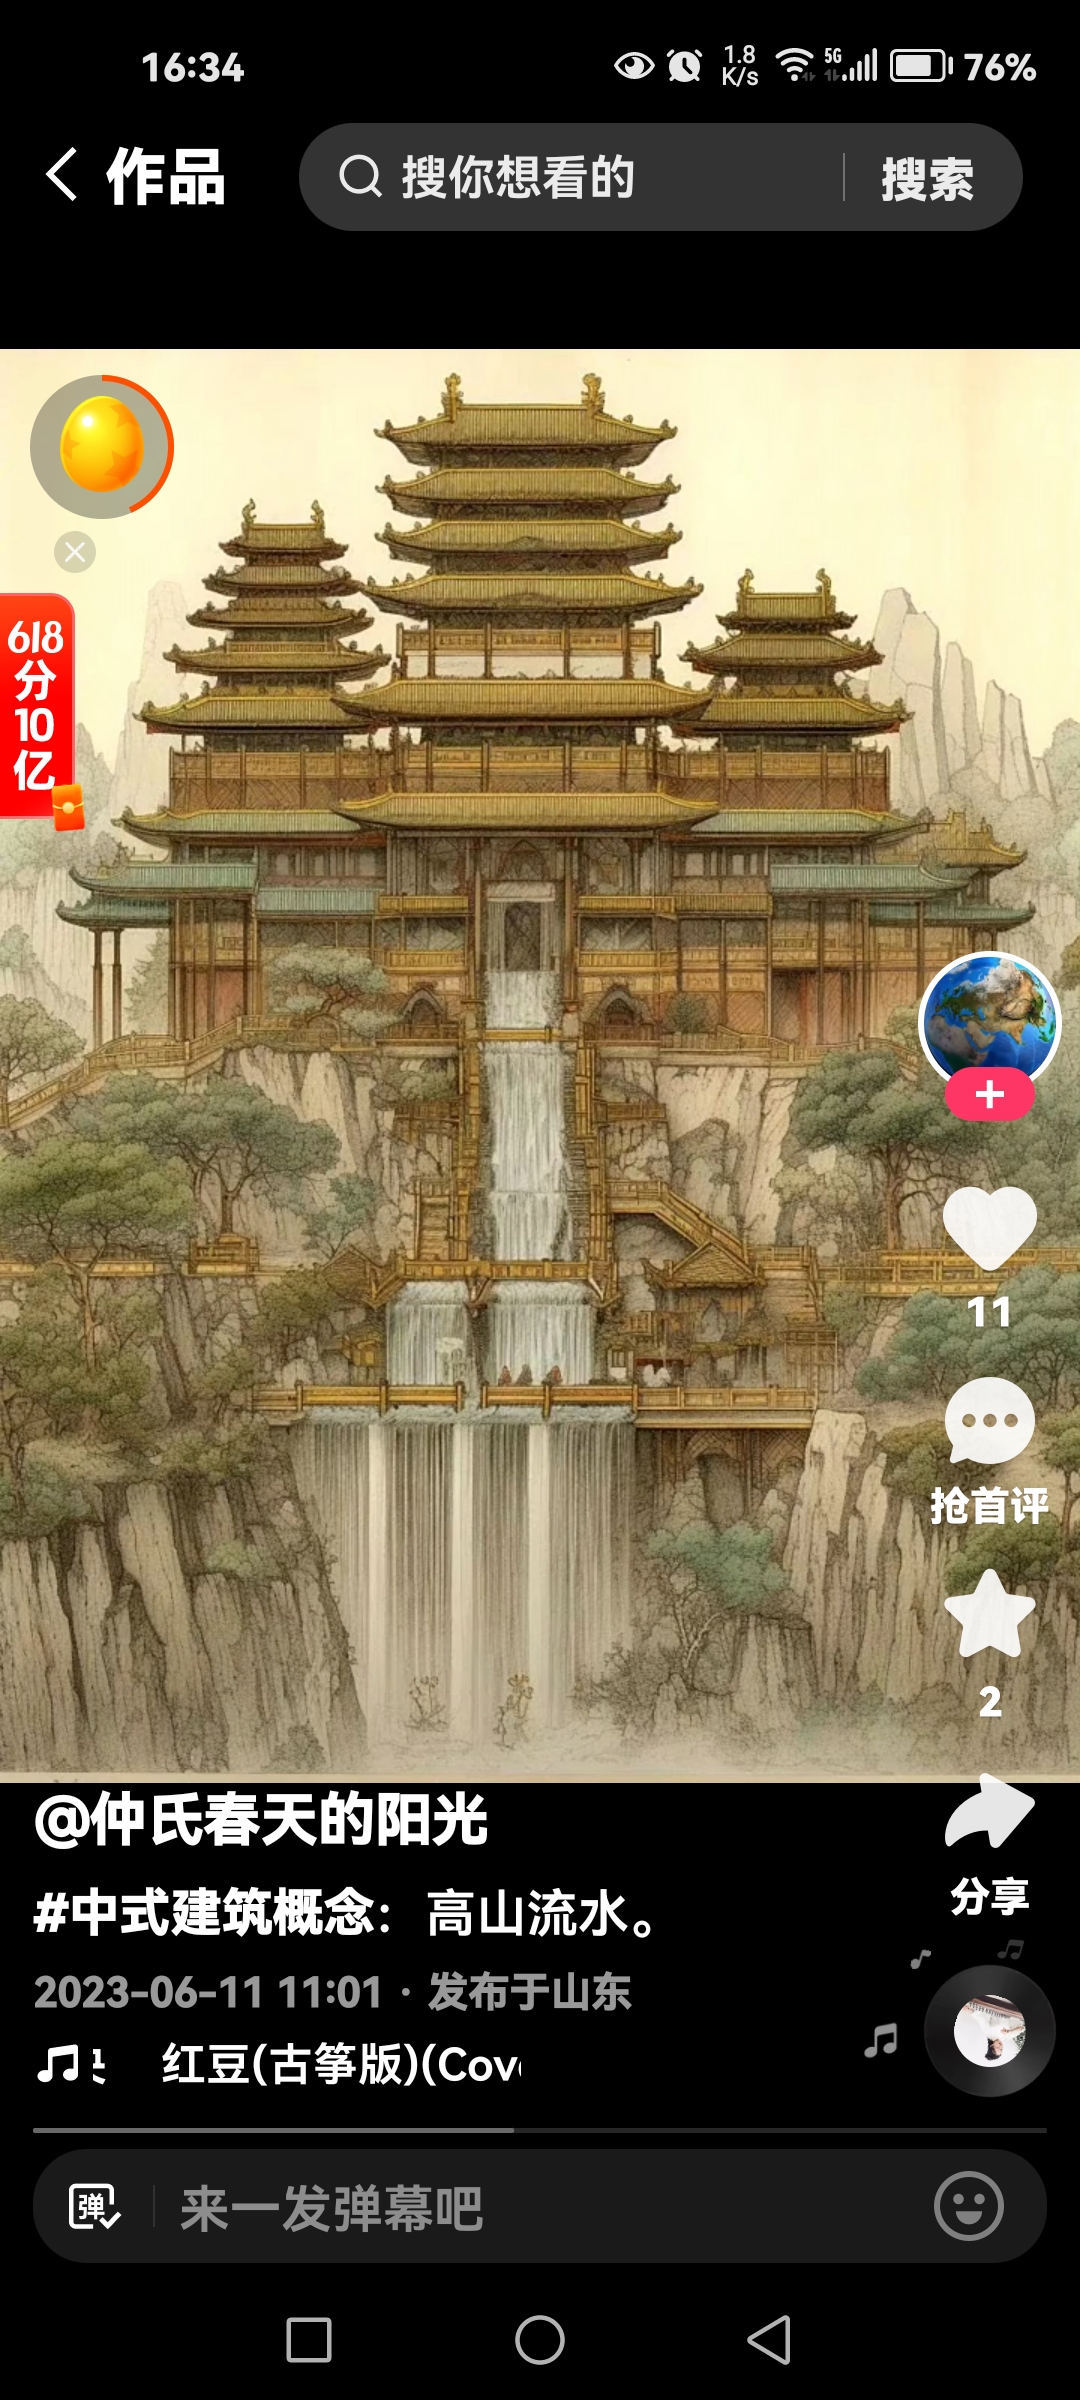 16:34
1.8
K/s
5G
76%
作品
搜你想看的
搜索
618
分
10
亿
11
抢首评
2
@仲氏春天的阳光
分享
#中式建筑概念：高山流水。
2023-06-11 11:01 · 发布于山东
红豆(古筝版)(Cov
弹
来一发弹幕吧